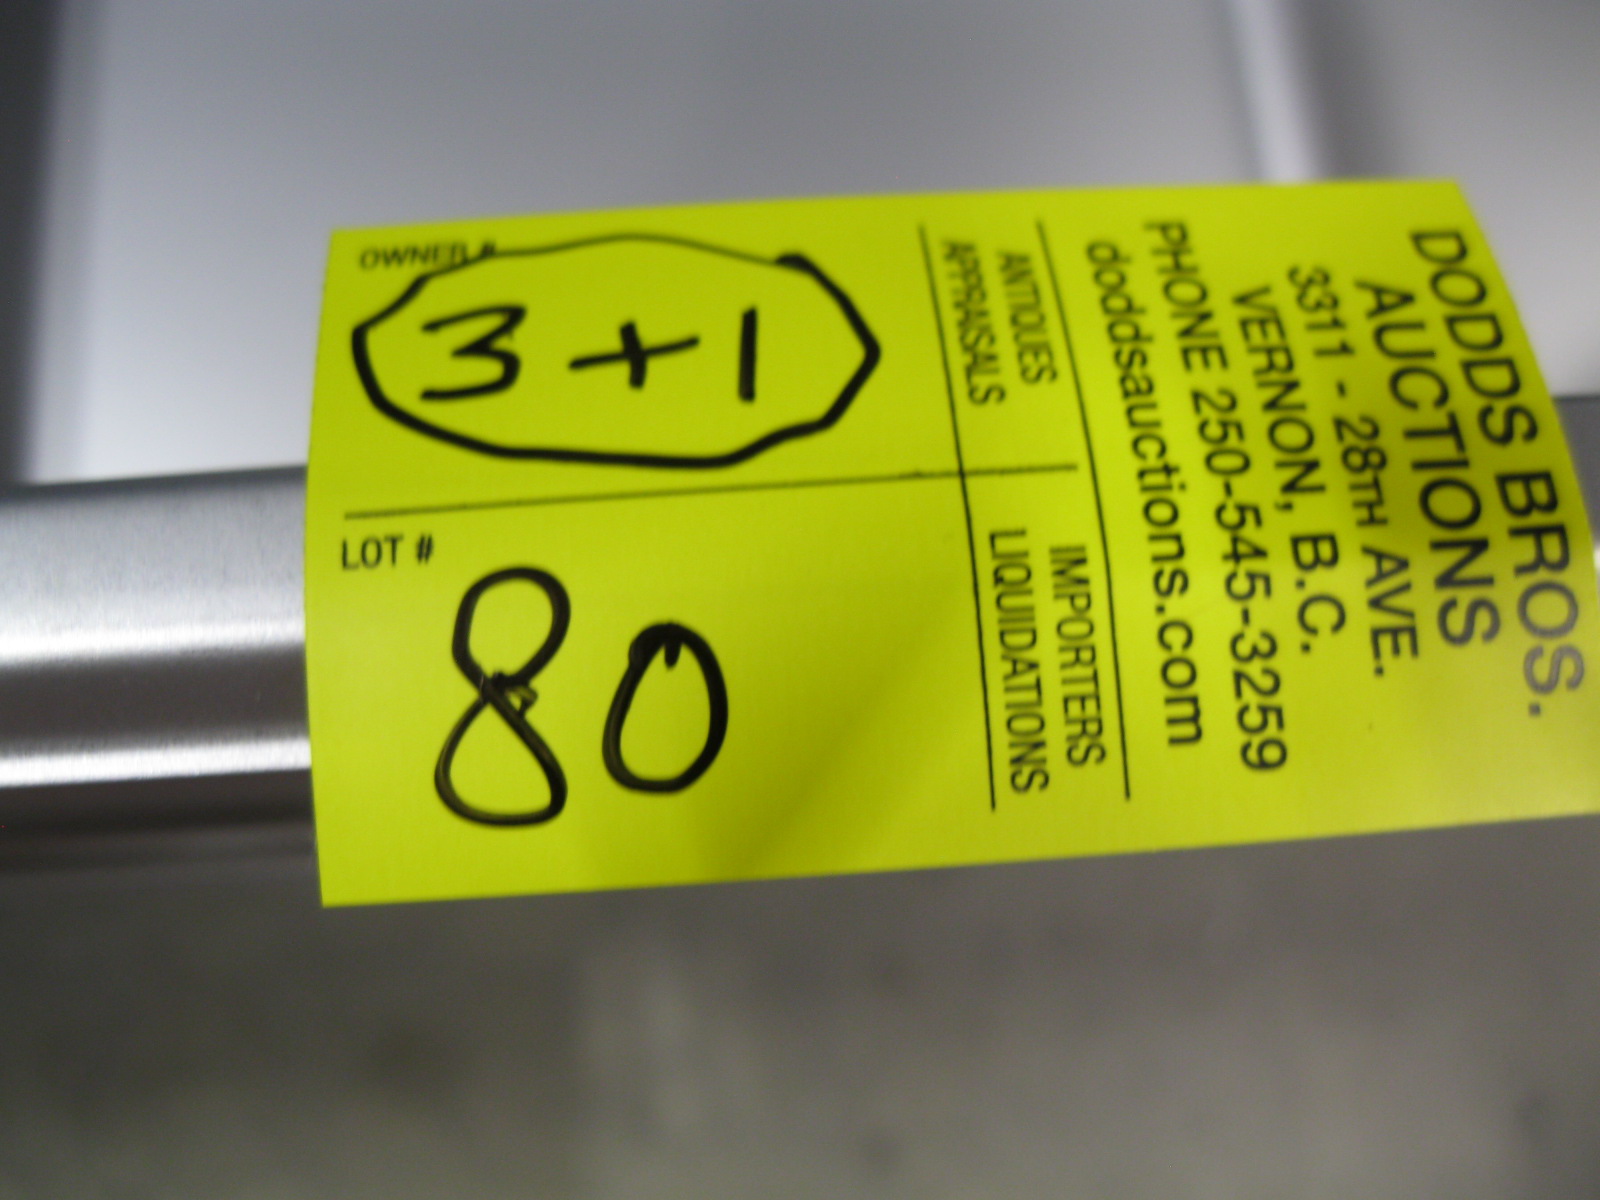 OWNER #
3 + 1
LOT #
80
ANTIQUES
APPRAISALS
IMPORTERS
LIQUIDATIONS
DODDS BROS.
AUCTIONS
3311 - 28TH AVE.
VERNON, B.C.
PHONE 250-545-3259
doddsauctions.com